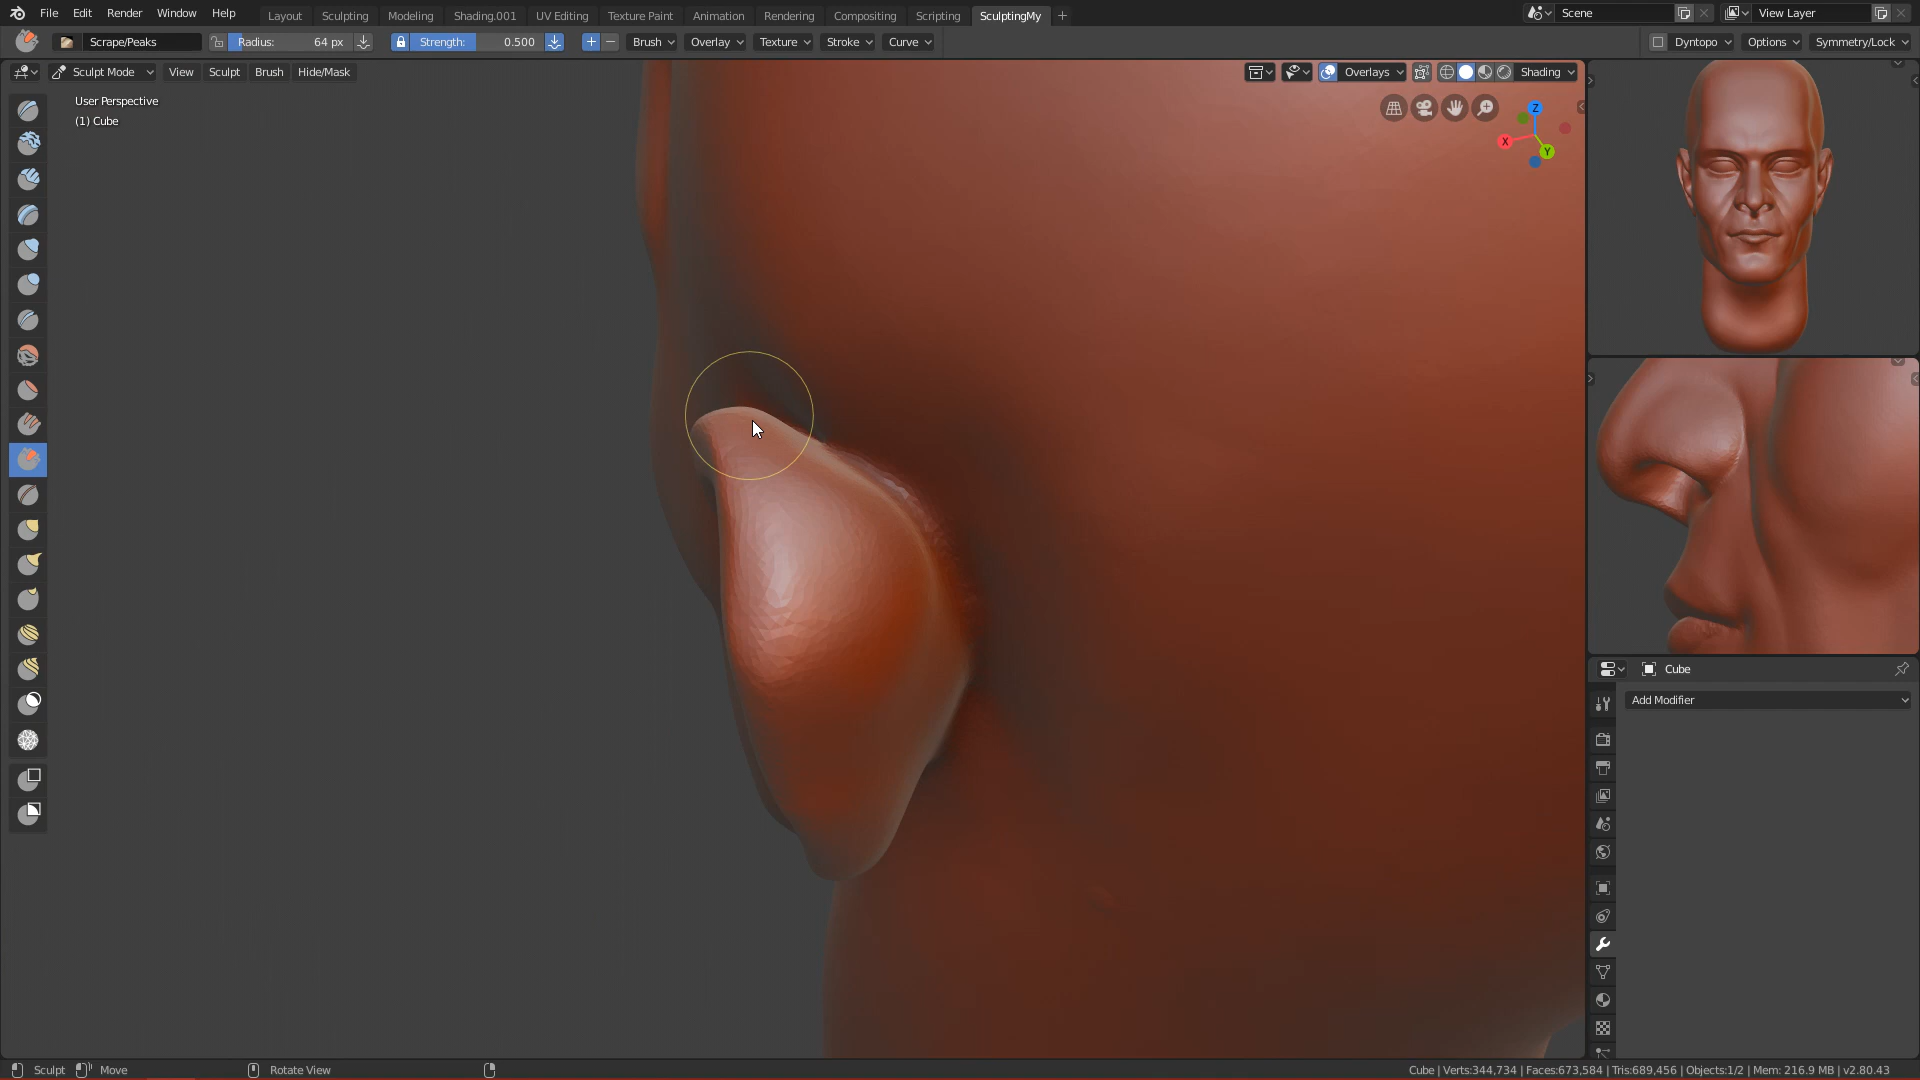 File Edit Render Window Help Layout Sculpting Modeling Shading.001 UV Editing Texture Paint Animation Rendering Compositing Scripting SculptingMy + Scene View Layer
Scrape/Peaks Radius: 64 px Strength: 0.500 + − Brush Overlay Texture Stroke Curve Dyntopo Options Symmetry/Lock
Sculpt Mode View Sculpt Brush Hide/Mask Overlays Shading
User Perspective
(1) Cube
Z
X
Y
Cube
Add Modifier
Sculpt Move Rotate View Cube | Verts:344,734 | Faces:673,584 | Tris:689,456 | Objects:1/2 | Mem: 216.9 MB | v2.80.43